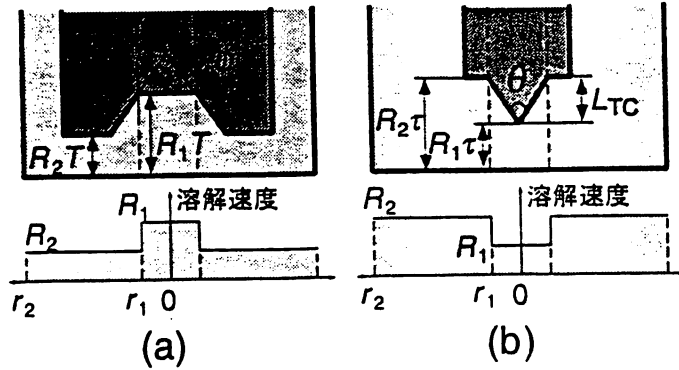 θ
L_TC
R₂τ
R₁τ
R₂T
R₁T
R₁
溶解速度
R₂
r₂ r₁ 0
(a)
溶解速度
R₂
R₁
r₂ r₁ 0
(b)